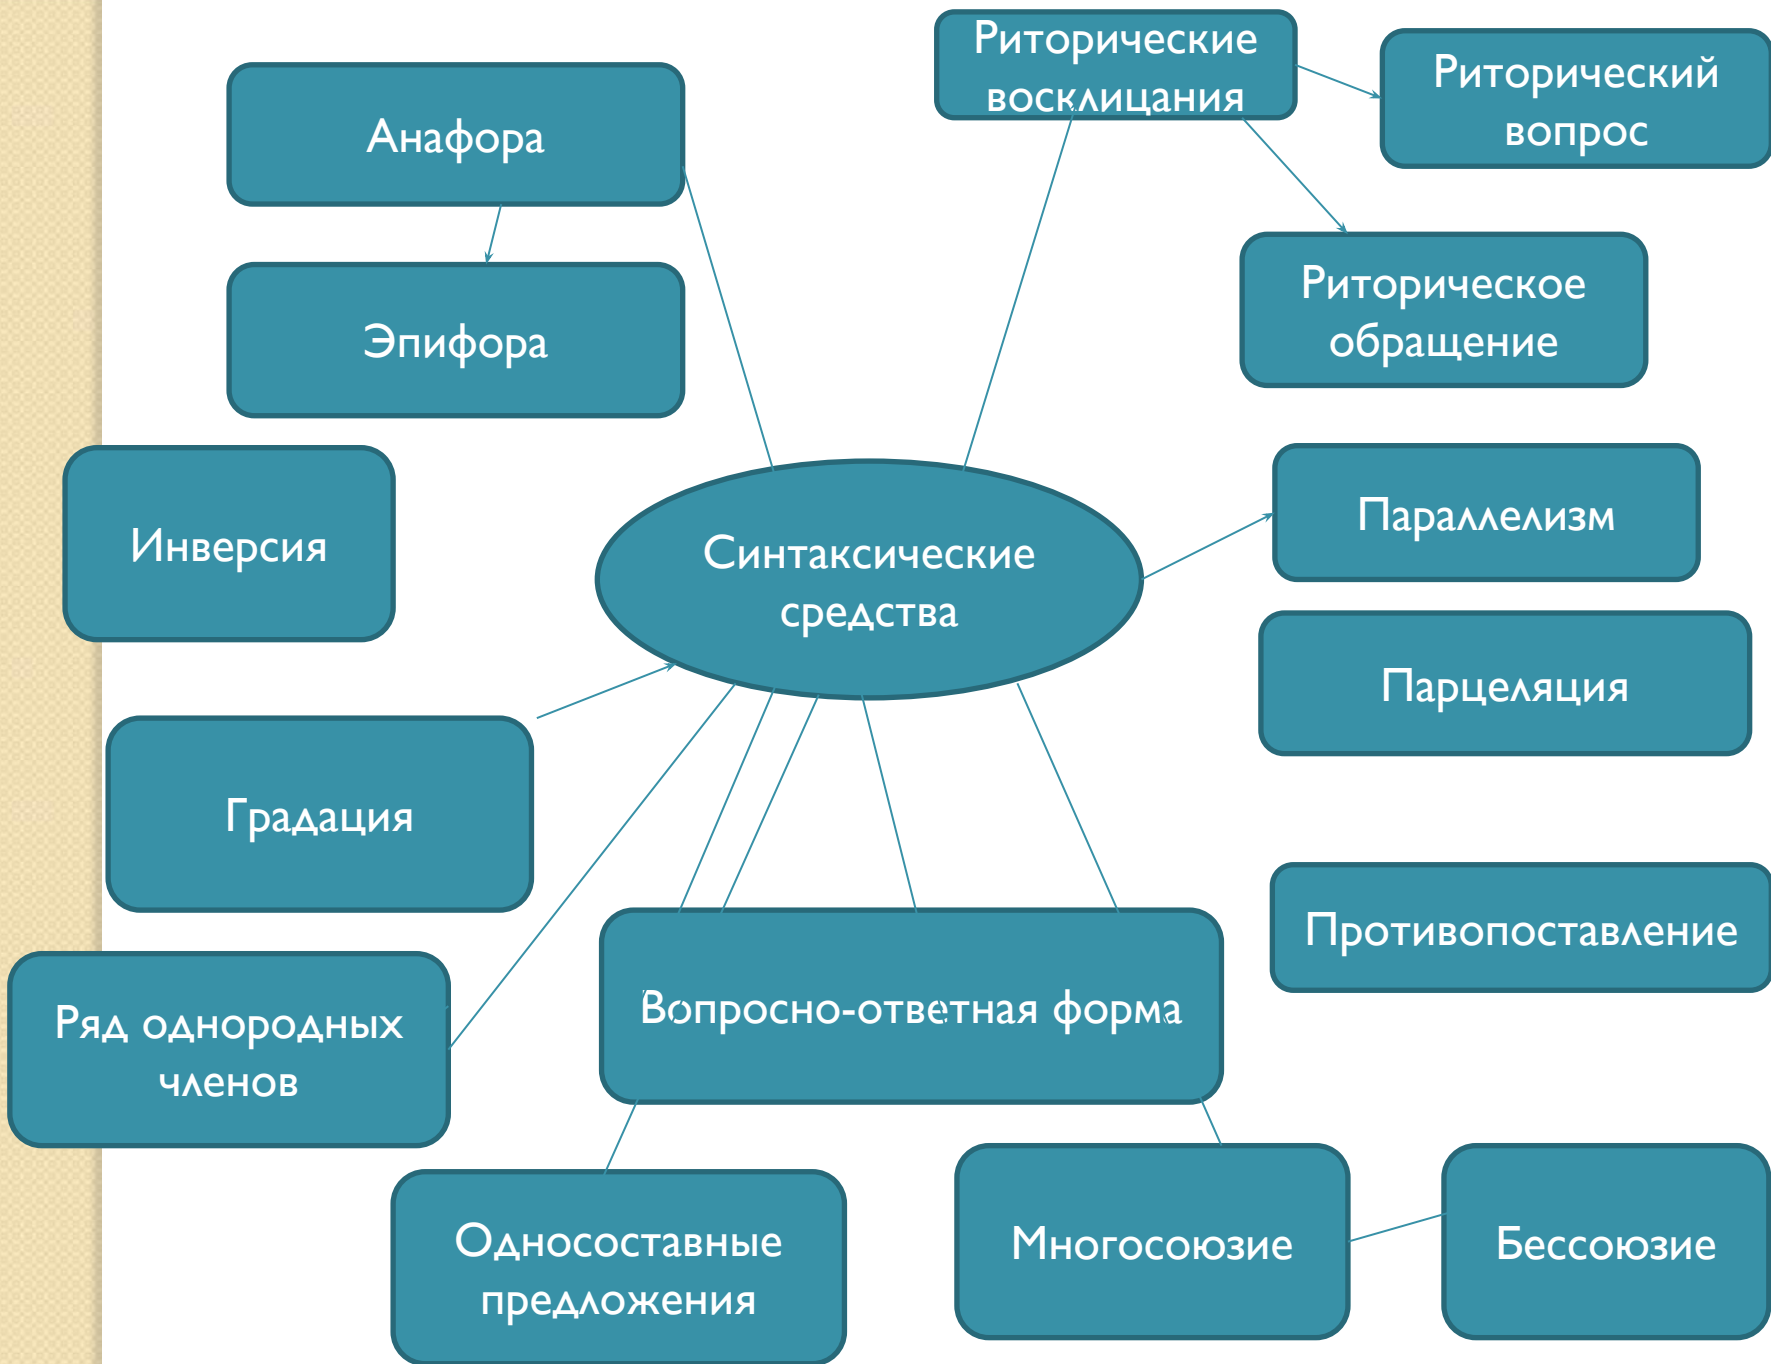 Риторические
восклицания
Риторический
вопрос
Анафора
Риторическое
обращение
Эпифора
Инверсия
Синтаксические
средства
Параллелизм
Парцеляция
Градация
Противопоставление
Ряд однородных
членов
Вопросно-ответная форма
Односоставные
предложения
Многосоюзие
Бессоюзие